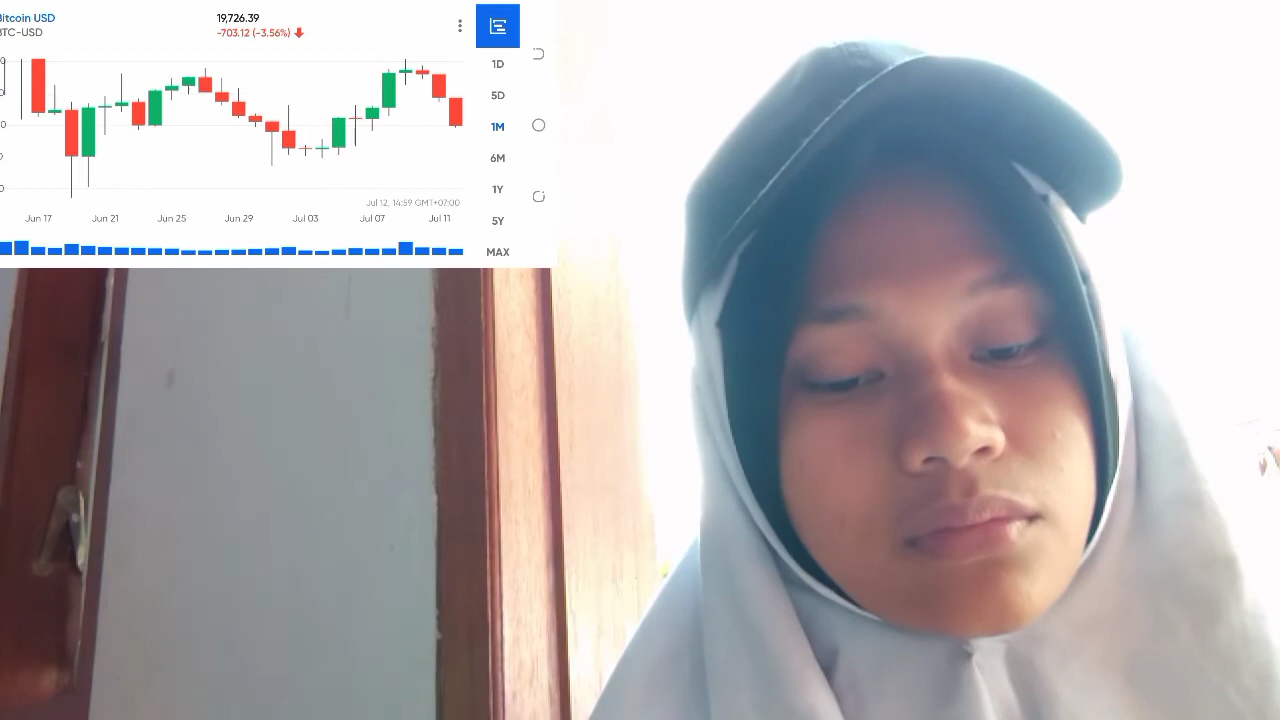 Bitcoin USD
19,726.39
BTC-USD
-703.12 (-3.56%)
1D
5D
1M
6M
1Y
Jul 12, 14:59 GMT+07:00
Jun 17 Jun 21 Jun 25 Jun 29 Jul 03 Jul 07 Jul 11
5Y
MAX